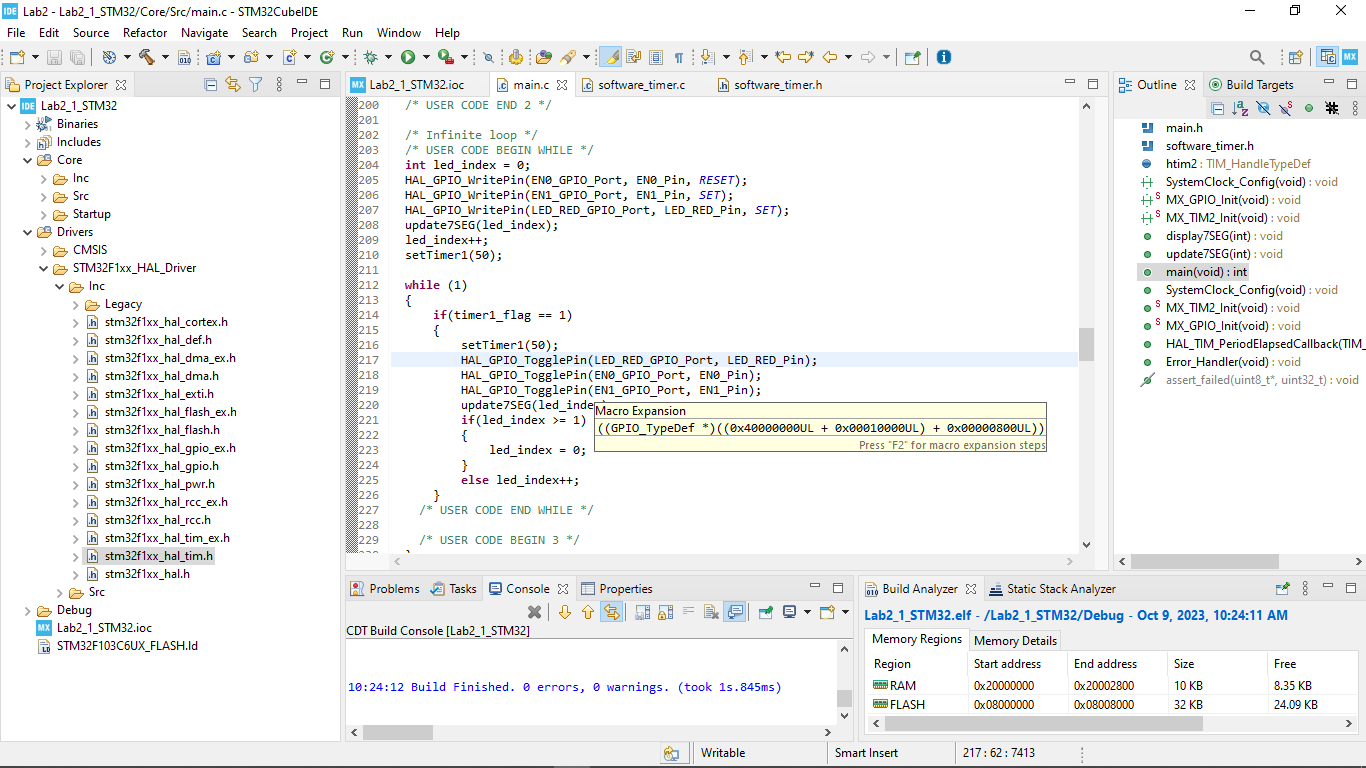 IDE Lab2 - Lab2_1_STM32/Core/Src/main.c - STM32CubeIDE
File Edit Source Refactor Navigate Search Project Run Window Help
Project Explorer
IDE Lab2_1_STM32
Binaries
Includes
Core
Inc
Src
Startup
Drivers
CMSIS
STM32F1xx_HAL_Driver
Inc
Legacy
stm32f1xx_hal_cortex.h
stm32f1xx_hal_def.h
stm32f1xx_hal_dma_ex.h
stm32f1xx_hal_dma.h
stm32f1xx_hal_exti.h
stm32f1xx_hal_flash_ex.h
stm32f1xx_hal_flash.h
stm32f1xx_hal_gpio_ex.h
stm32f1xx_hal_gpio.h
stm32f1xx_hal_pwr.h
stm32f1xx_hal_rcc_ex.h
stm32f1xx_hal_rcc.h
stm32f1xx_hal_tim_ex.h
stm32f1xx_hal_tim.h
stm32f1xx_hal.h
Src
Debug
MX Lab2_1_STM32.ioc
STM32F103C6UX_FLASH.ld
MX Lab2_1_STM32.ioc main.c software_timer.c software_timer.h
200 /* USER CODE END 2 */
201
202 /* Infinite loop */
203 /* USER CODE BEGIN WHILE */
204 int led_index = 0;
205 HAL_GPIO_WritePin(EN0_GPIO_Port, EN0_Pin, RESET);
206 HAL_GPIO_WritePin(EN1_GPIO_Port, EN1_Pin, SET);
207 HAL_GPIO_WritePin(LED_RED_GPIO_Port, LED_RED_Pin, SET);
208 update7SEG(led_index);
209 led_index++;
210 setTimer1(50);
211
212 while (1)
213 {
214 if(timer1_flag == 1)
215 {
216 setTimer1(50);
217 HAL_GPIO_TogglePin(LED_RED_GPIO_Port, LED_RED_Pin);
218 HAL_GPIO_TogglePin(EN0_GPIO_Port, EN0_Pin);
219 HAL_GPIO_TogglePin(EN1_GPIO_Port, EN1_Pin);
220 update7SEG(led_inde
221 if(led_index >= 1)
222 {
223 led_index = 0;
224 }
225 else led_index++;
226 }
227 /* USER CODE END WHILE */
228
229 /* USER CODE BEGIN 3 */
Macro Expansion
((GPIO_TypeDef *)((0x40000000UL + 0x00010000UL) + 0x00000800UL))
Press "F2" for macro expansion steps
Outline Build Targets
main.h
software_timer.h
htim2 : TIM_HandleTypeDef
SystemClock_Config(void) : void
MX_GPIO_Init(void) : void
MX_TIM2_Init(void) : void
display7SEG(int) : void
update7SEG(int) : void
main(void) : int
SystemClock_Config(void) : void
MX_TIM2_Init(void) : void
MX_GPIO_Init(void) : void
HAL_TIM_PeriodElapsedCallback(TIM_
Error_Handler(void) : void
assert_failed(uint8_t*, uint32_t) : void
Problems Tasks Console Properties
CDT Build Console [Lab2_1_STM32]
10:24:12 Build Finished. 0 errors, 0 warnings. (took 1s.845ms)
Build Analyzer Static Stack Analyzer
Lab2_1_STM32.elf - /Lab2_1_STM32/Debug - Oct 9, 2023, 10:24:11 AM
Memory Regions Memory Details
Region Start address End address Size Free
RAM 0x20000000 0x20002800 10 KB 8.35 KB
FLASH 0x08000000 0x08008000 32 KB 24.09 KB
Writable Smart Insert 217 : 62 : 7413